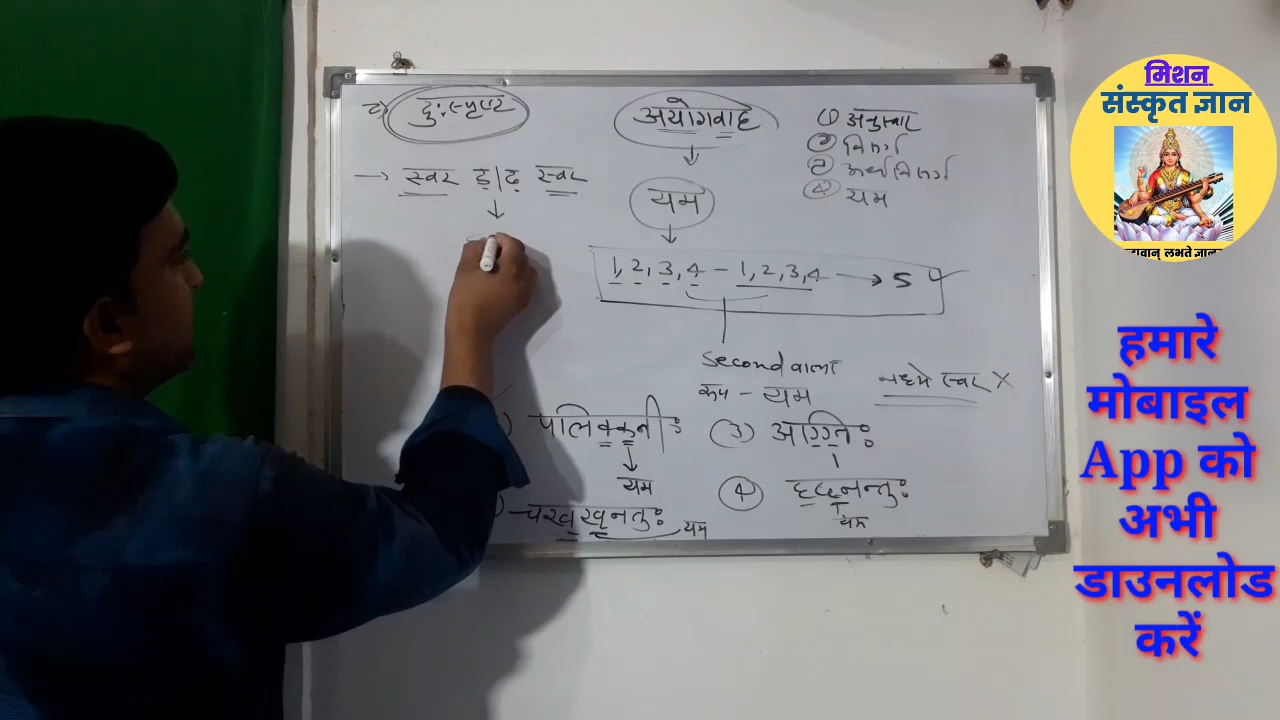 दुःस्पृष्ट
→ स्वर ड़/ढ़ स्वर
अयोगवाह
यम
1, 2, 3, 4 - 1, 2, 3, 4 → 5
1) अनुस्वार
2) विसर्ग
3) अर्धविसर्ग
4) यम
second वाला
यम
मध्ये स्वर X
पलिक्क्नीः
यम
चख्ख्नतुः यम
(3) अग्ग्निः
(4) घ्घ्नन्तुः
यम
मिशन
संस्कृत ज्ञान
लभते ज्ञान
हमारे
मोबाइल
App को
अभी
डाउनलोड
करें